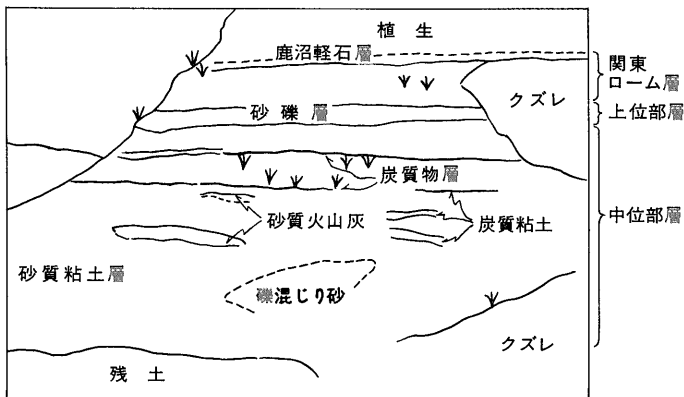 植生
鹿沼軽石層
関東
ローム層
クズレ
砂礫層
上位部層
炭質物層
砂質火山灰
炭質粘土
中位部層
砂質粘土層
礫混じり砂
クズレ
残土